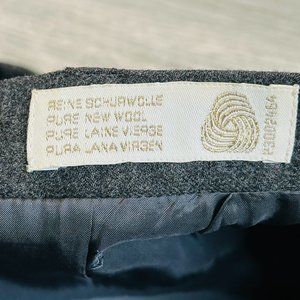 REINE SCHURWOLLE
PURE NEW WOOL
PURE LAINE VIERGE
PURA LANA VIRGEN